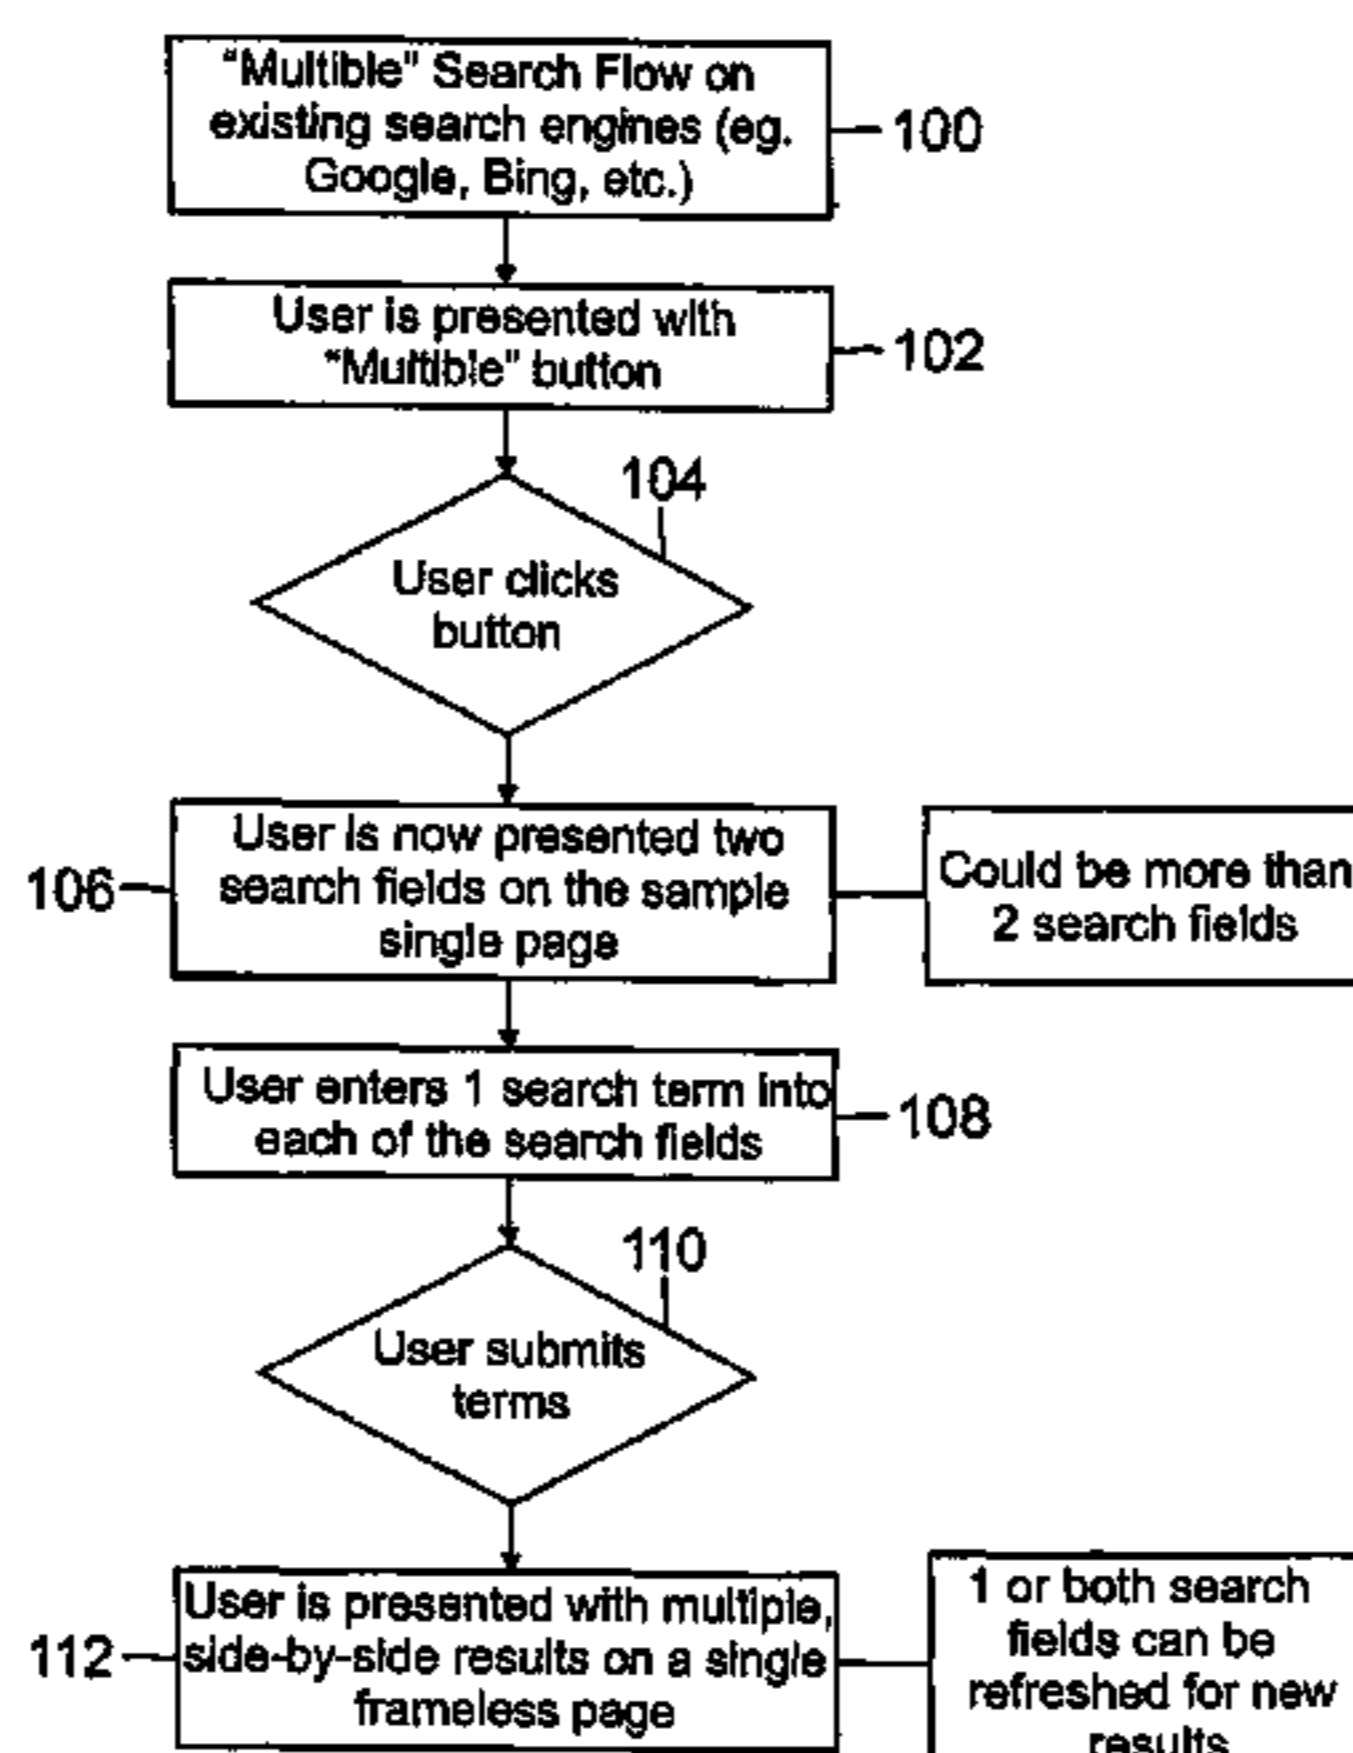 “Multible” Search Flow on
existing search engines (eg.
Google, Bing, etc.)
100
User is presented with
“Multible” button
102
104
User clicks
button
User is now presented two
search fields on the sample
single page
106
Could be more than
2 search fields
User enters 1 search term into
each of the search fields
108
110
User submits
terms
User is presented with multiple,
side-by-side results on a single
frameless page
112
1 or both search
fields can be
refreshed for new
results